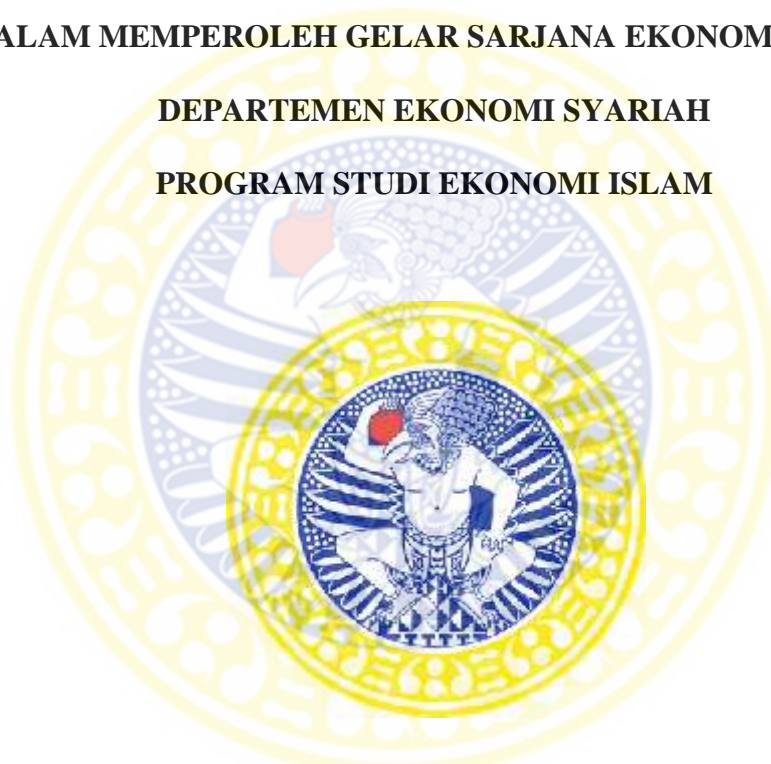 ALAM MEMPEROLEH GELAR SARJANA EKONOM
DEPARTEMEN EKONOMI SYARIAH
PROGRAM STUDI EKONOMI ISLAM